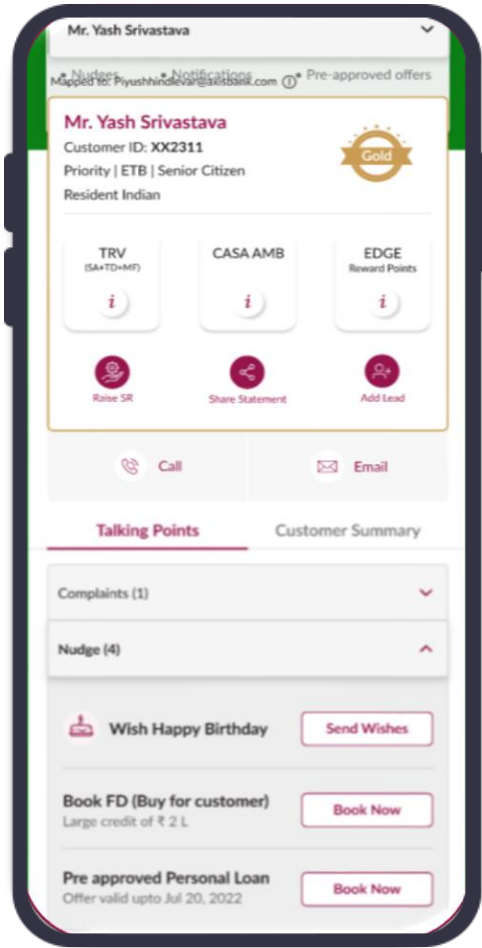 Mr. Yash Srivastava
• Nudges • Notifications • Pre-approved offers
Mapped to: Piyushhindlevar@axisbank.com
Mr. Yash Srivastava
Customer ID: XX2311
Priority | ETB | Senior Citizen
Resident Indian
Gold
TRV
(SA+TD+MF)
i
CASA AMB
i
EDGE
Reward Points
i
Raise SR
Share Statement
Add Lead
Call
Email
Talking Points
Customer Summary
Complaints (1)
Nudge (4)
Wish Happy Birthday
Send Wishes
Book FD (Buy for customer)
Large credit of ₹ 2 L
Book Now
Pre approved Personal Loan
Offer valid upto Jul 20, 2022
Book Now